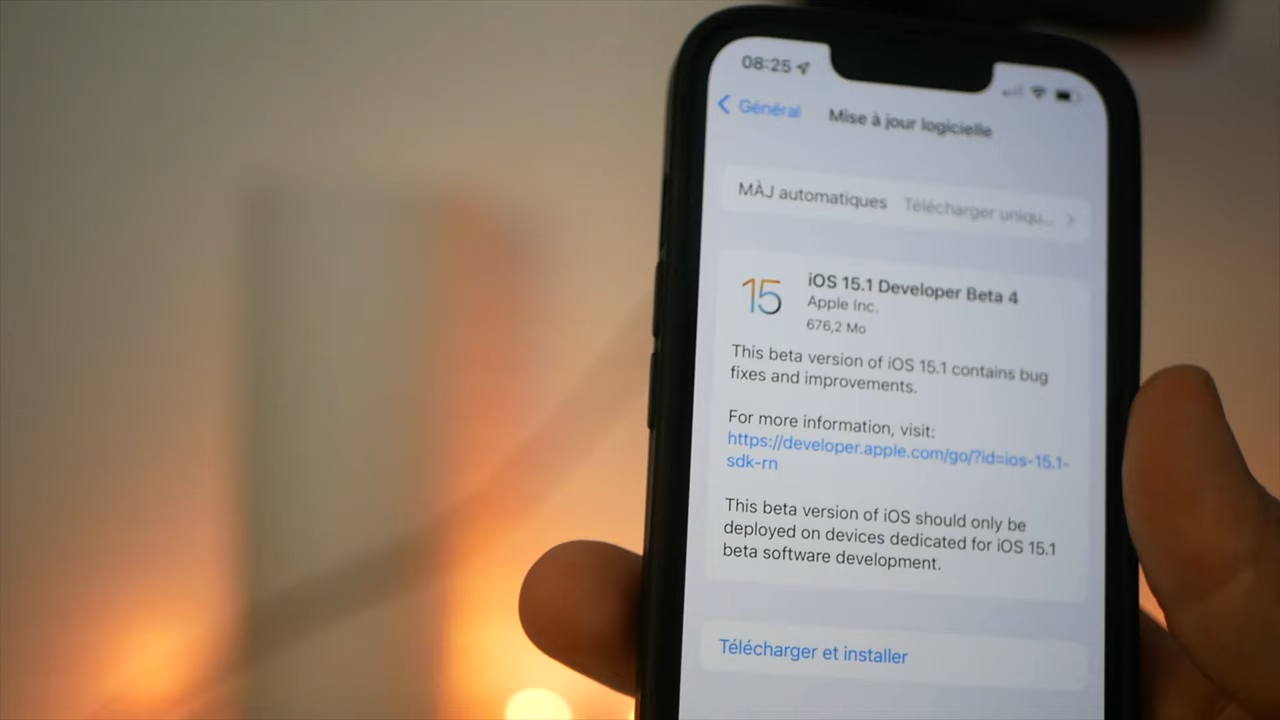 08:25
Général Mise à jour logicielle
MÀJ automatiques Télécharger uniqu...
15
iOS 15.1 Developer Beta 4
Apple Inc.
676,2 Mo
This beta version of iOS 15.1 contains bug
fixes and improvements.
For more information, visit:
https://developer.apple.com/go/?id=ios-15.1-
sdk-rn
This beta version of iOS should only be
deployed on devices dedicated for iOS 15.1
beta software development.
Télécharger et installer